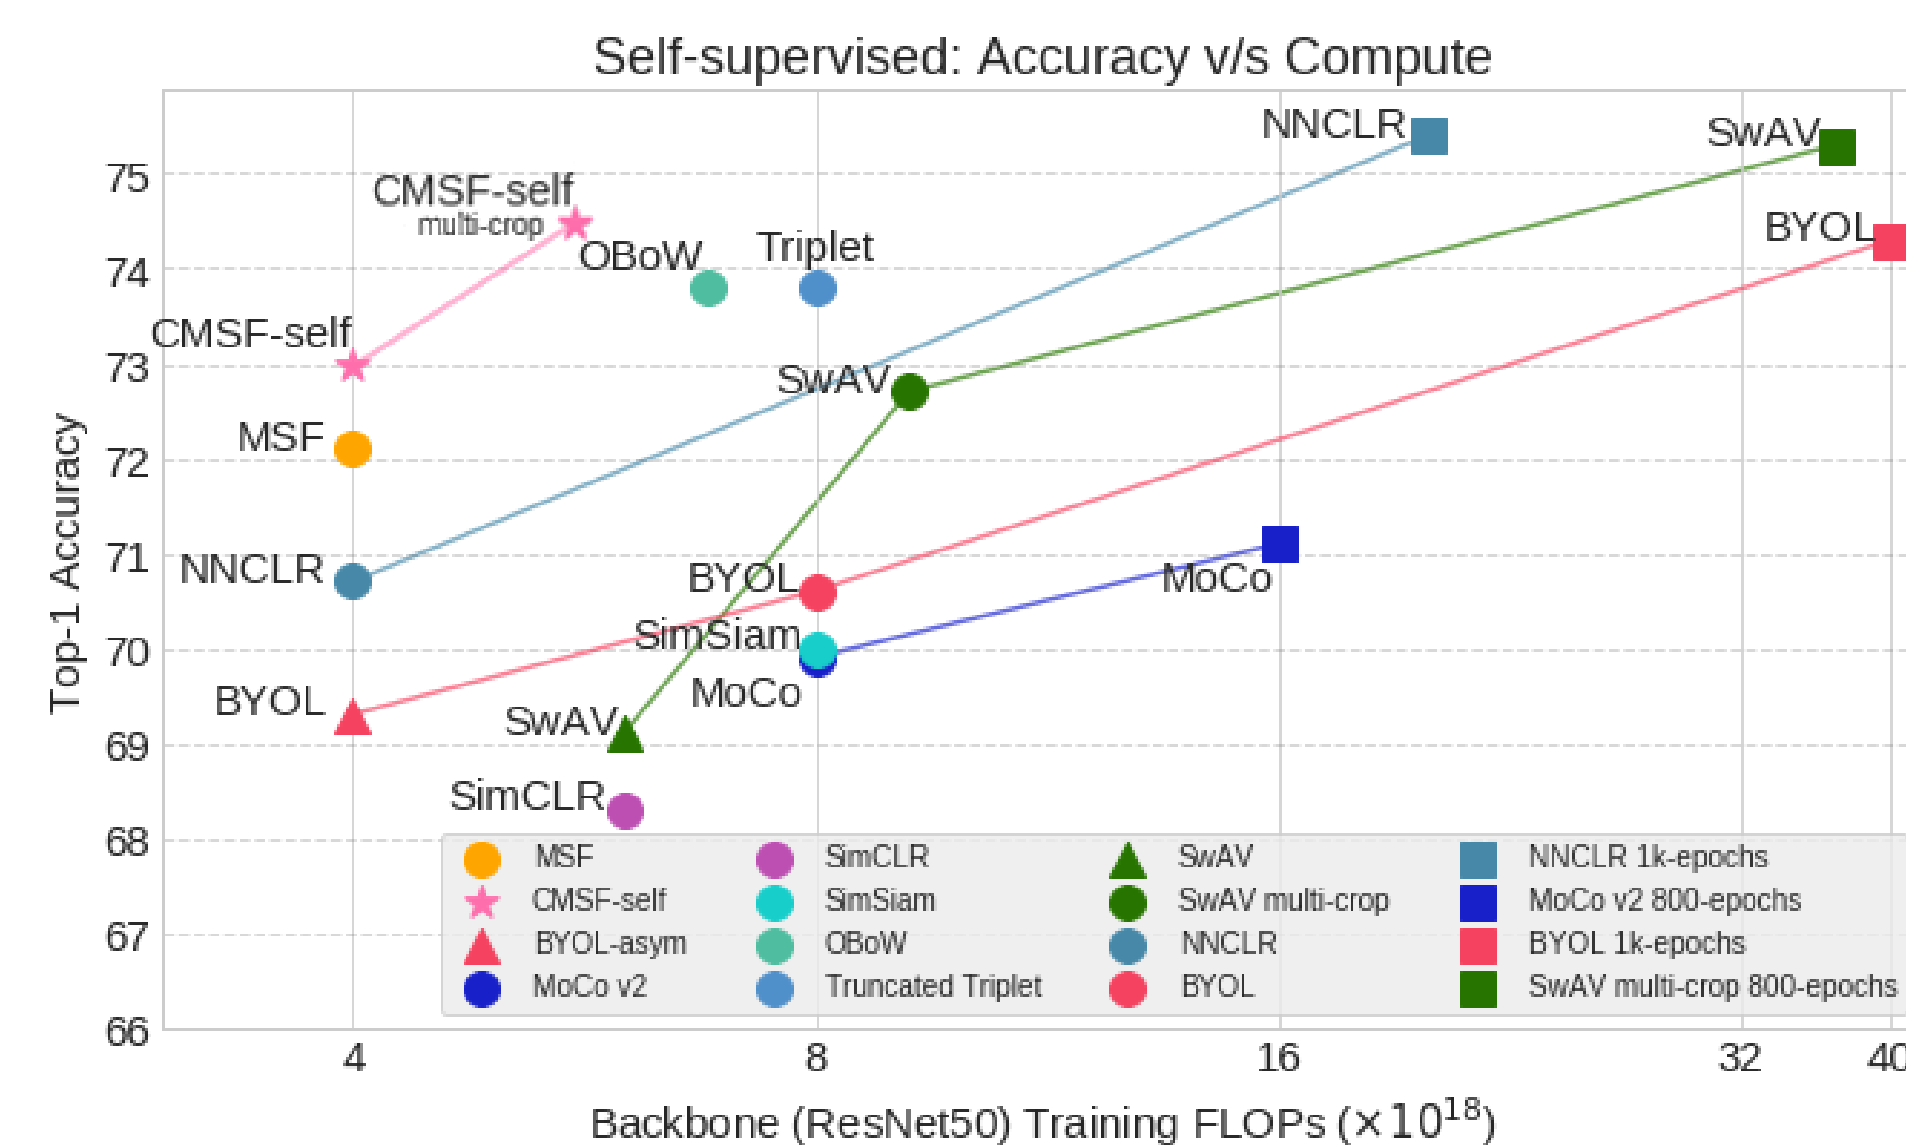 Self-supervised: Accuracy v/s Compute
NNCLR
SwAV
75
CMSF-self
multi-crop
BYOL
OBoW
Triplet
74
CMSF-self
73
SwAV
MSF
72
Top-1 Accuracy
NNCLR
71
BYOL
MoCo
SimSiam
70
MoCo
BYOL
SwAV
69
SimCLR
68
MSF
SimCLR
SwAV
NNCLR 1k-epochs
CMSF-self
SimSiam
SwAV multi-crop
MoCo v2 800-epochs
67
BYOL-asym
OBoW
NNCLR
BYOL 1k-epochs
MoCo v2
Truncated Triplet
BYOL
SwAV multi-crop 800-epochs
66
4
8
16
32
40
Backbone (ResNet50) Training FLOPs (×10¹⁸)